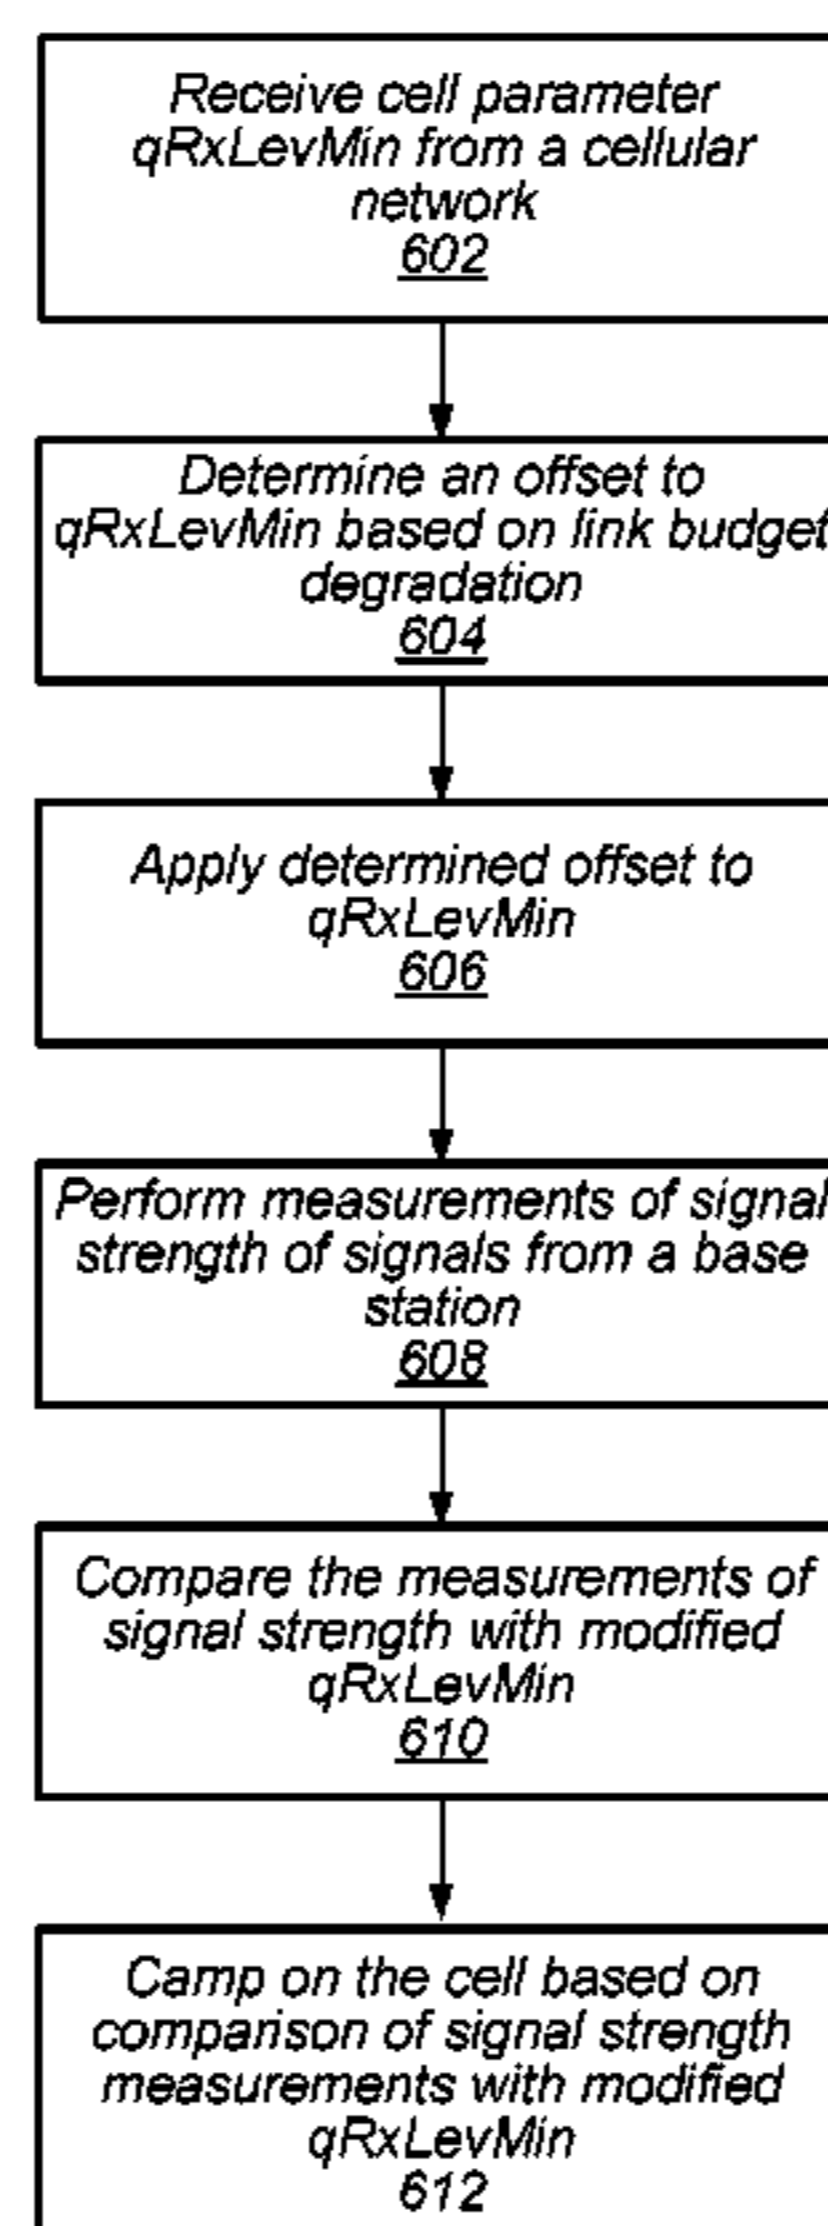 Receive cell parameter
qRxLevMin from a cellular
network
602
Determine an offset to
qRxLevMin based on link budget
degradation
604
Apply determined offset to
qRxLevMin
606
Perform measurements of signal
strength of signals from a base
station
608
Compare the measurements of
signal strength with modified
qRxLevMin
610
Camp on the cell based on
comparison of signal strength
measurements with modified
qRxLevMin
612